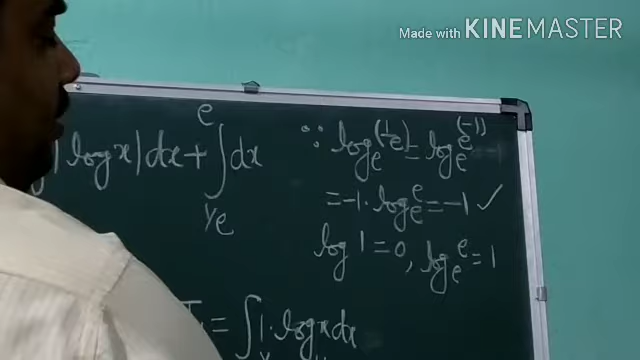 Made with KINEMASTER
|log x| dx + ∫_{1/e}^{e} dx
∵ log_e(1/e) = log_e e^(-1)
= -1. log_e e = -1 ✓
log 1 = 0, log_e e = 1
= ∫ 1. log x dx